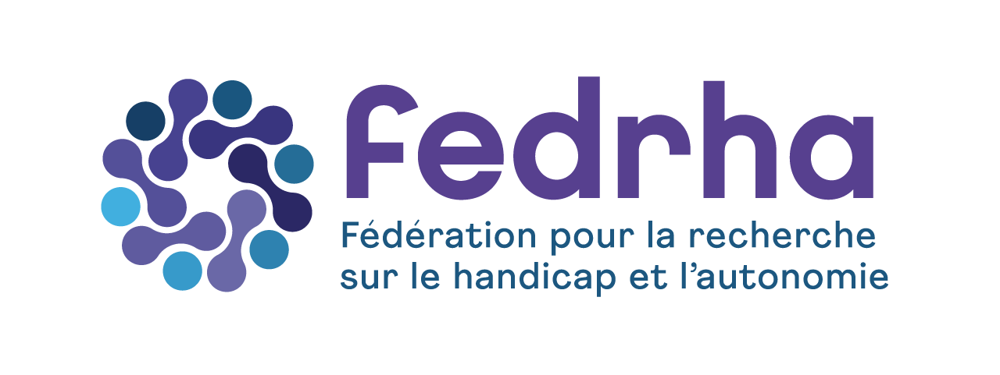 fedrha
Fédération pour la recherche
sur le handicap et l’autonomie